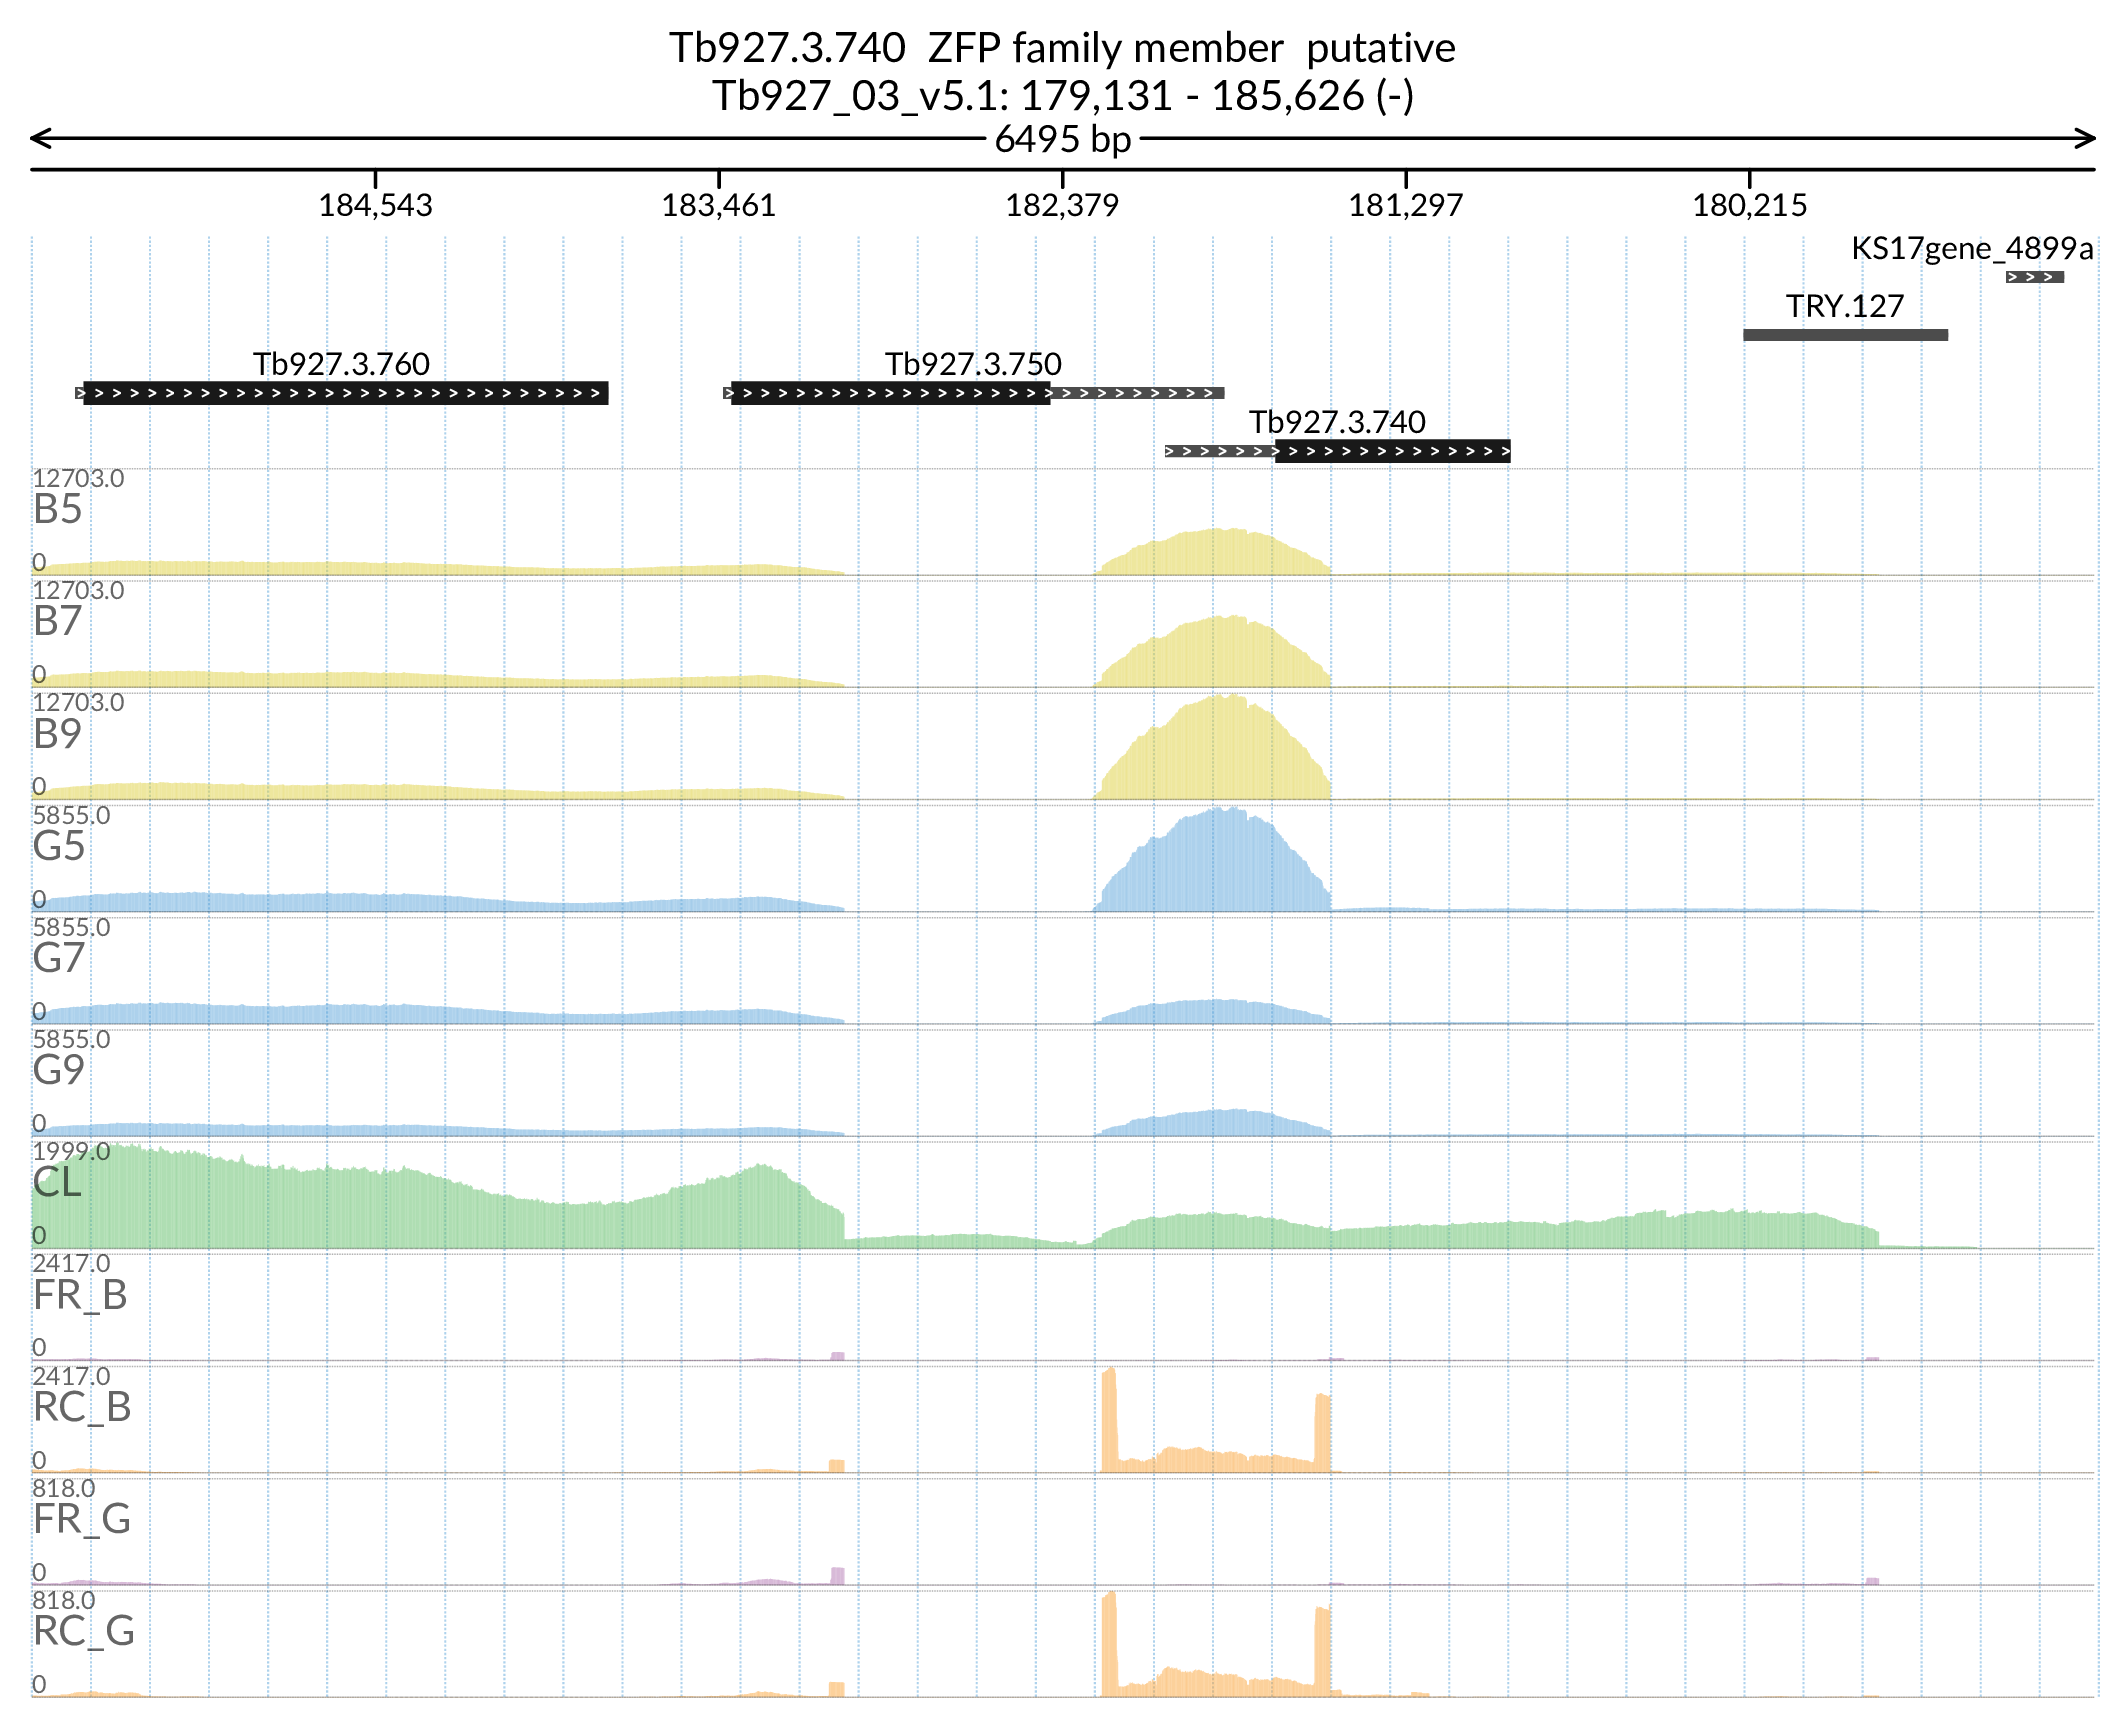 Tb927.3.740  ZFP family member  putative
Tb927_03_v5.1: 179,131 - 185,626 (-)
6495 bp
184,543 183,461 182,379 181,297 180,215
KS17gene_4899a
TRY.127
Tb927.3.760 Tb927.3.750
Tb927.3.740
12703.0
B5
0
12703.0
B7
0
12703.0
B9
0
5855.0
G5
0
5855.0
G7
0
5855.0
G9
0
1999.0
CL
0
2417.0
FR_B
0
2417.0
RC_B
0
818.0
FR_G
0
818.0
RC_G
0